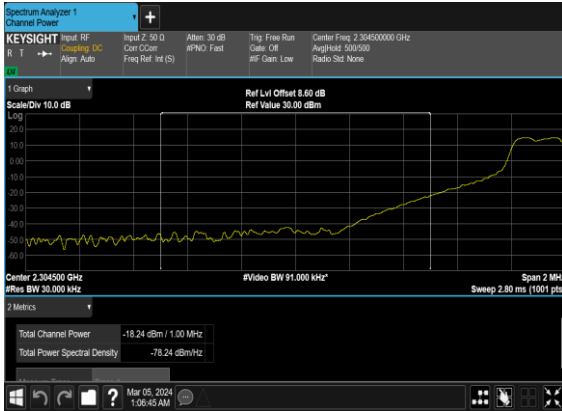 Spectrum Analyzer 1
Channel Power
+
KEYSIGHT
R T
Input: RF
Coupling: DC
Align: Auto
Input Z: 50 Ω
Corr CCorr
Freq Ref: Int (S)
Atten: 30 dB
#PNO: Fast
Trig: Free Run
Gate: Off
#IF Gain: Low
Center Freq: 2.304500000 GHz
Avg|Hold: 500/500
Radio Std: None
1 Graph
Scale/Div 10.0 dB
Ref Lvl Offset 8.60 dB
Ref Value 30.00 dBm
Log
20.0
10.0
0.00
-10.0
-20.0
-30.0
-40.0
-50.0
-60.0
Center 2.304500 GHz
#Res BW 30.000 kHz
#Video BW 91.000 kHz*
Span 2 MHz
Sweep 2.80 ms (1001 pts
2 Metrics
Total Channel Power
-18.24 dBm / 1.00 MHz
Total Power Spectral Density
-78.24 dBm/Hz
?
Mar 05, 2024
1:06:45 AM